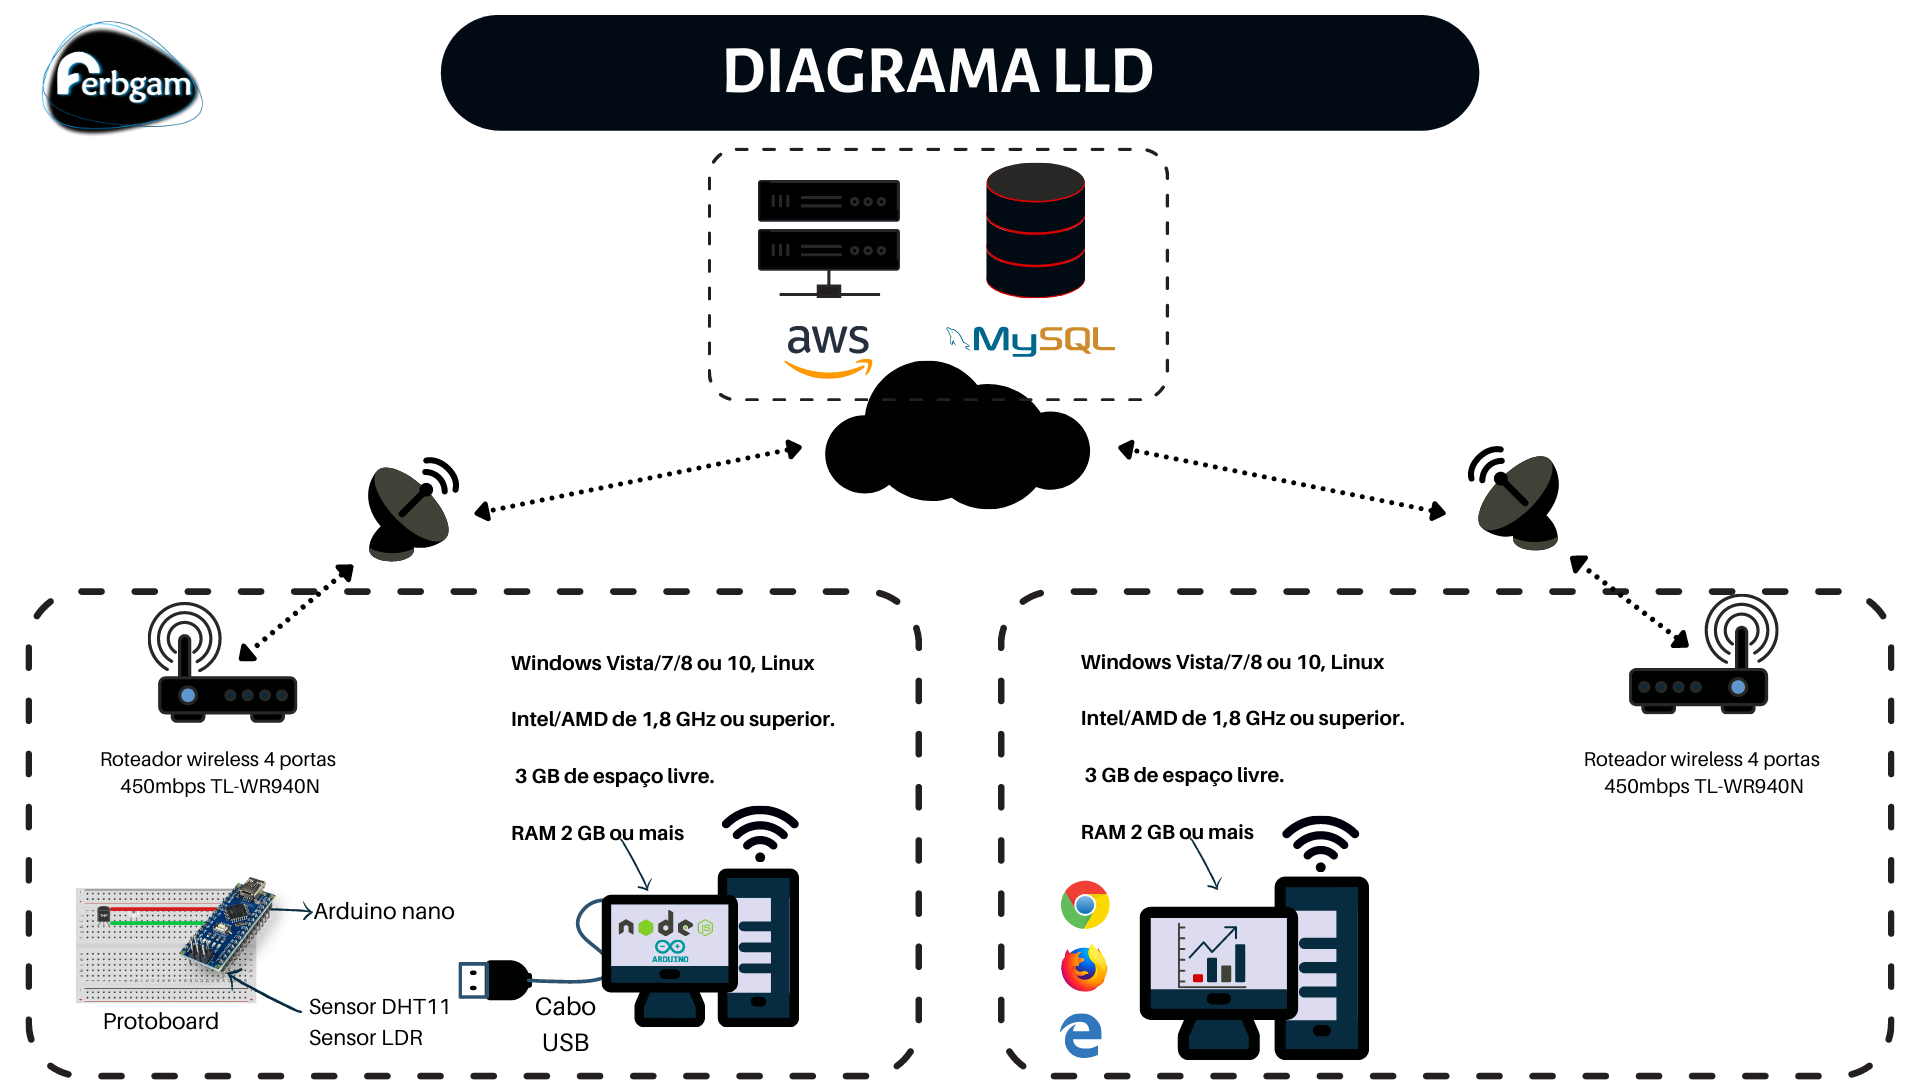 Ferbgam
DIAGRAMA LLD
aws
MySQL
Windows Vista/7/8 ou 10, Linux
Intel/AMD de 1,8 GHz ou superior.
3 GB de espaço livre.
RAM 2 GB ou mais
Roteador wireless 4 portas
450mbps TL-WR940N
Arduino nano
Sensor DHT11
Sensor LDR
Protoboard
Cabo
USB
node
JS
ARDUINO
Windows Vista/7/8 ou 10, Linux
Intel/AMD de 1,8 GHz ou superior.
3 GB de espaço livre.
RAM 2 GB ou mais
Roteador wireless 4 portas
450mbps TL-WR940N